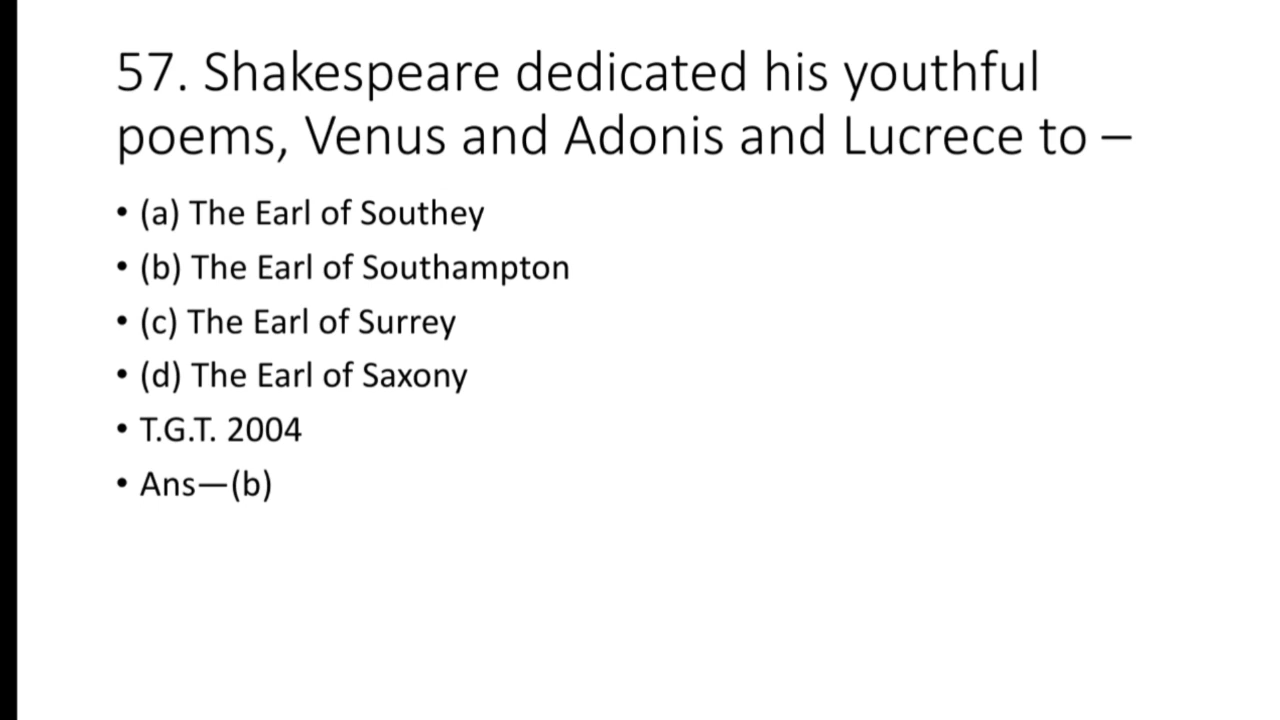 57. Shakespeare dedicated his youthful
poems, Venus and Adonis and Lucrece to –
• (a) The Earl of Southey
• (b) The Earl of Southampton
• (c) The Earl of Surrey
• (d) The Earl of Saxony
• T.G.T. 2004
• Ans—(b)